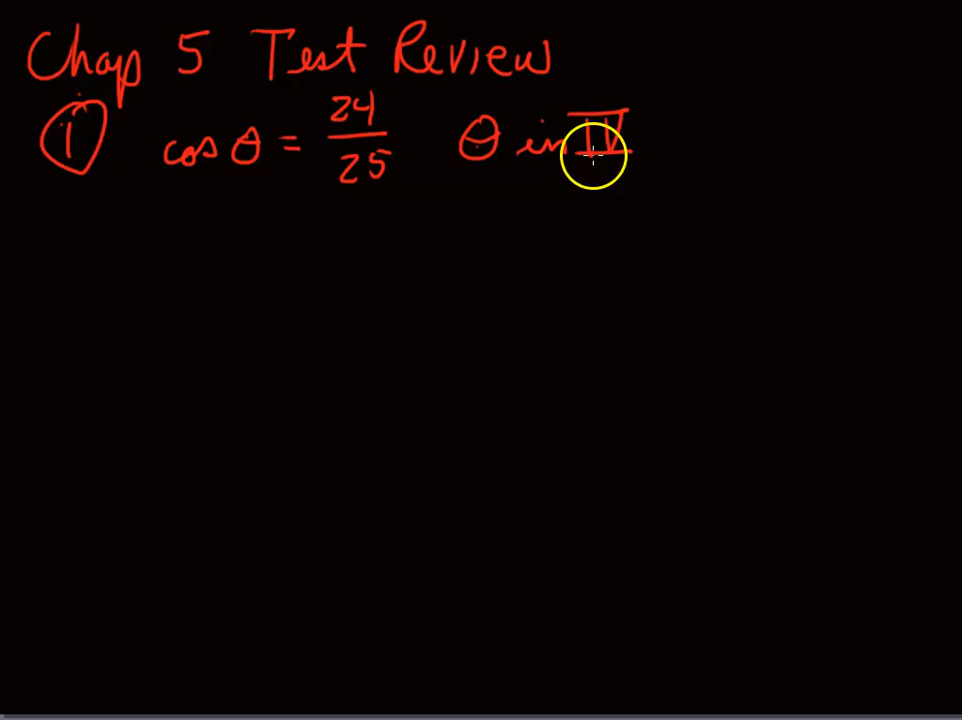 Chap 5 Test Review
① cos θ = 24/25 θ in IV